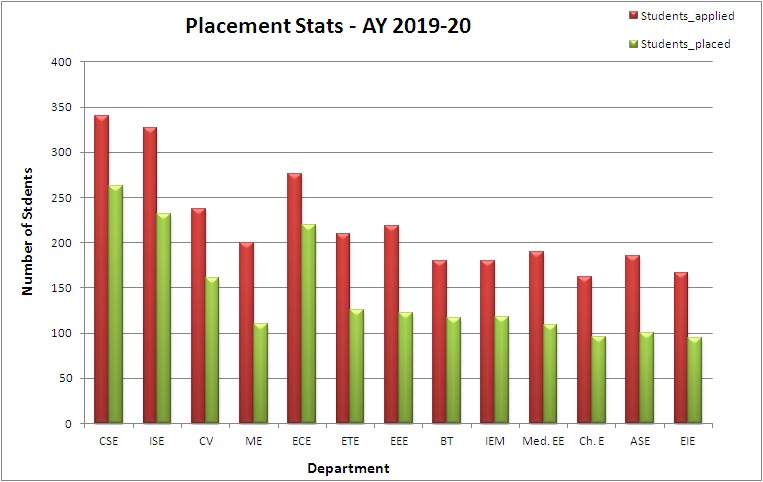 Placement Stats - AY 2019-20
Students_applied
Students_placed
400
350
300
250
200
150
100
50
0
Number of Stdents
CSE ISE CV ME ECE ETE EEE BT IEM Med. EE Ch. E ASE EIE
Department